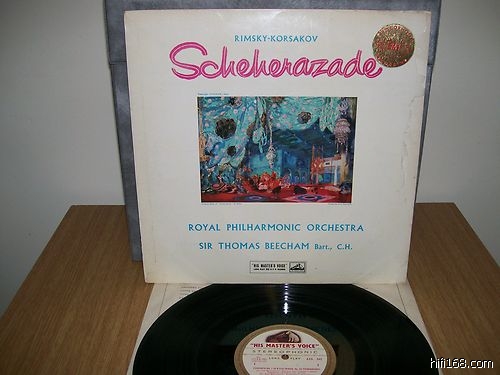 RIMSKY-KORSAKOV
Scheherazade
ROYAL PHILHARMONIC ORCHESTRA
SIR THOMAS BEECHAM Bart., C.H.
"HIS MASTER'S VOICE"
"HIS MASTER'S VOICE"
STEREOPHONIC
hifi168.com